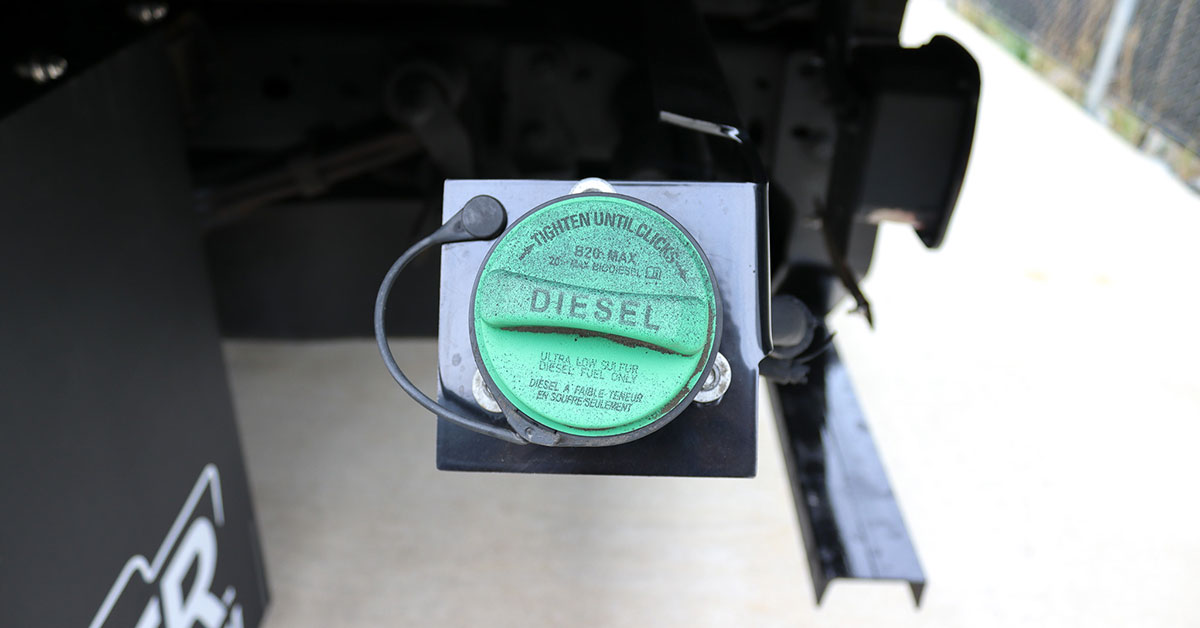 TIGHTEN UNTIL CLICKS
B20 MAX
20% MAX BIODIESEL
DIESEL
ULTRA LOW SULFUR
DIESEL FUEL ONLY
DIESEL À FAIBLE TENEUR
EN SOUFRE SEULEMENT
R